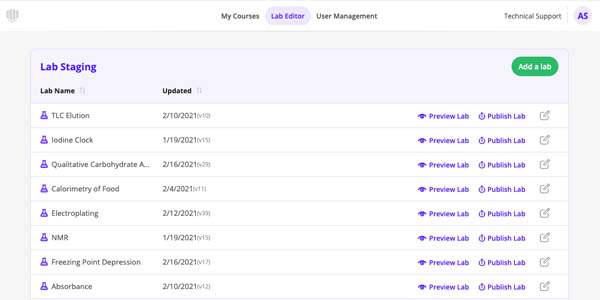 My Courses Lab Editor User Management Technical Support AS
Lab Staging Add a lab
Lab Name Updated
TLC Elution 2/10/2021(v10) Preview Lab Publish Lab
Iodine Clock 1/19/2021(v15) Preview Lab Publish Lab
Qualitative Carbohydrate A... 2/16/2021(v29) Preview Lab Publish Lab
Calorimetry of Food 2/4/2021(v11) Preview Lab Publish Lab
Electroplating 2/12/2021(v39) Preview Lab Publish Lab
NMR 1/19/2021(v15) Preview Lab Publish Lab
Freezing Point Depression 2/16/2021(v17) Preview Lab Publish Lab
Absorbance 2/10/2021(v12) Preview Lab Publish Lab